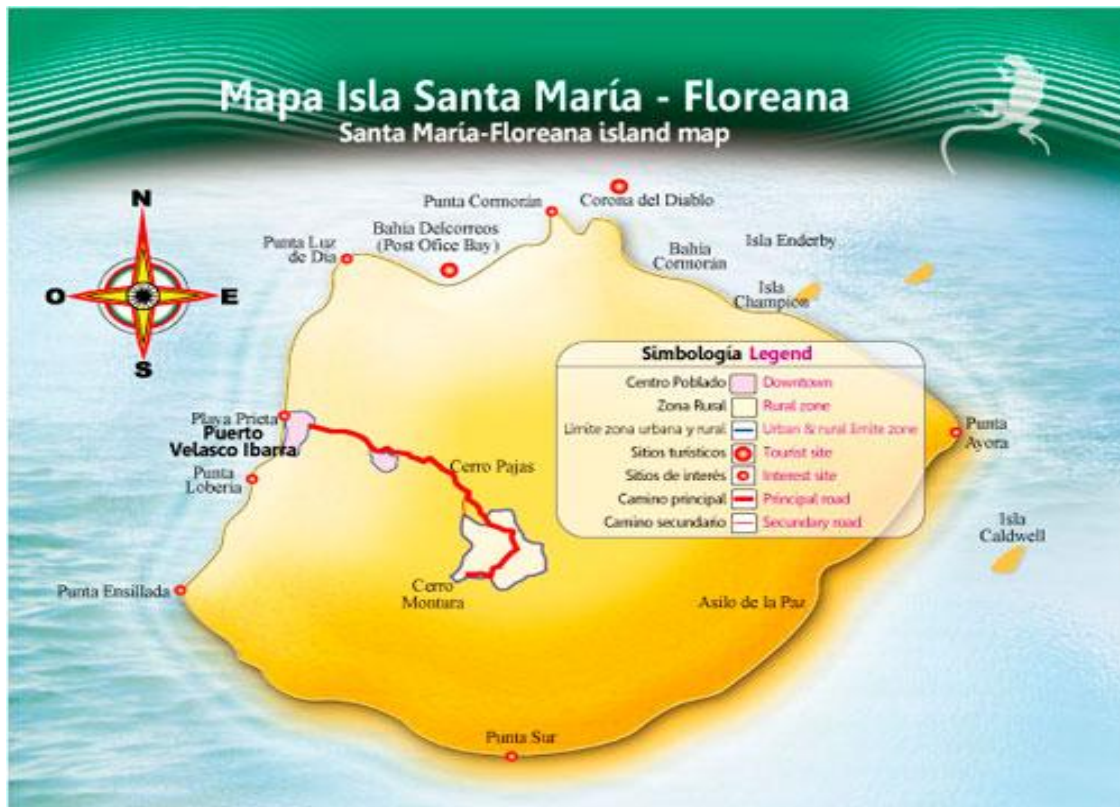 Mapa Isla Santa María - Floreana
Santa María-Floreana island map
N
O
E
S
Punta Cormorán
Corona del Diablo
Bahía Delcorreos
(Post Ofice Bay)
Punta Luz
de Día
Bahía
Cormorán
Isla Enderby
Isla
Champion
Simbología Legend
Centro Poblado Downtown
Zona Rural Rural zone
Límite zona urbana y rural Urban & rural limite zone
Sitios turísticos Tourist site
Sitios de interés Interest site
Camino principal Principal road
Camino secundario Secundary road
Playa Prieta
Puerto
Velasco Ibarra
Punta
Lobería
Cerro Pajas
Punta
Ayora
Isla
Caldwell
Punta Ensillada
Cerro
Montura
Asilo de la Paz
Punta Sur